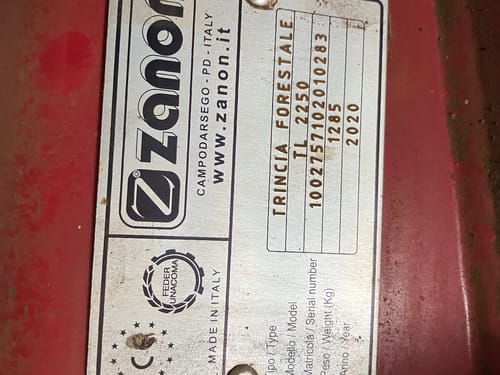 zanon
CAMPODARSEGO - PD - ITALY
www.zanon.it
FEDER
UNACOMA
MADE IN ITALY
Tipo / Type TRINCIA FORESTALE
Modello / Model TL 2250
Matricola / Serial number 1002757102010283
Peso / Weight (Kg) 1285
Anno / Year 2020